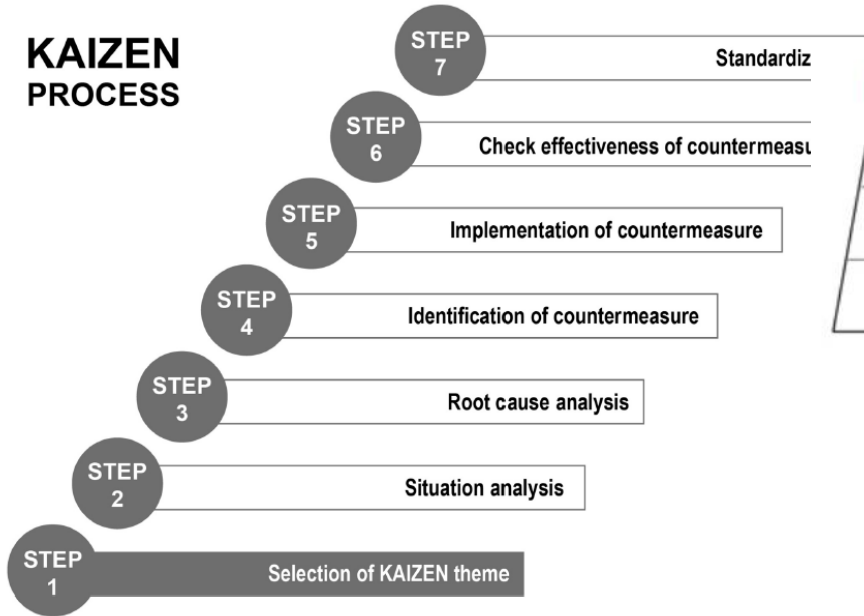 KAIZEN
PROCESS
STEP
7
Standardiz
STEP
6
Check effectiveness of countermeasu
STEP
5
Implementation of countermeasure
STEP
4
Identification of countermeasure
STEP
3
Root cause analysis
STEP
2
Situation analysis
STEP
1
Selection of KAIZEN theme